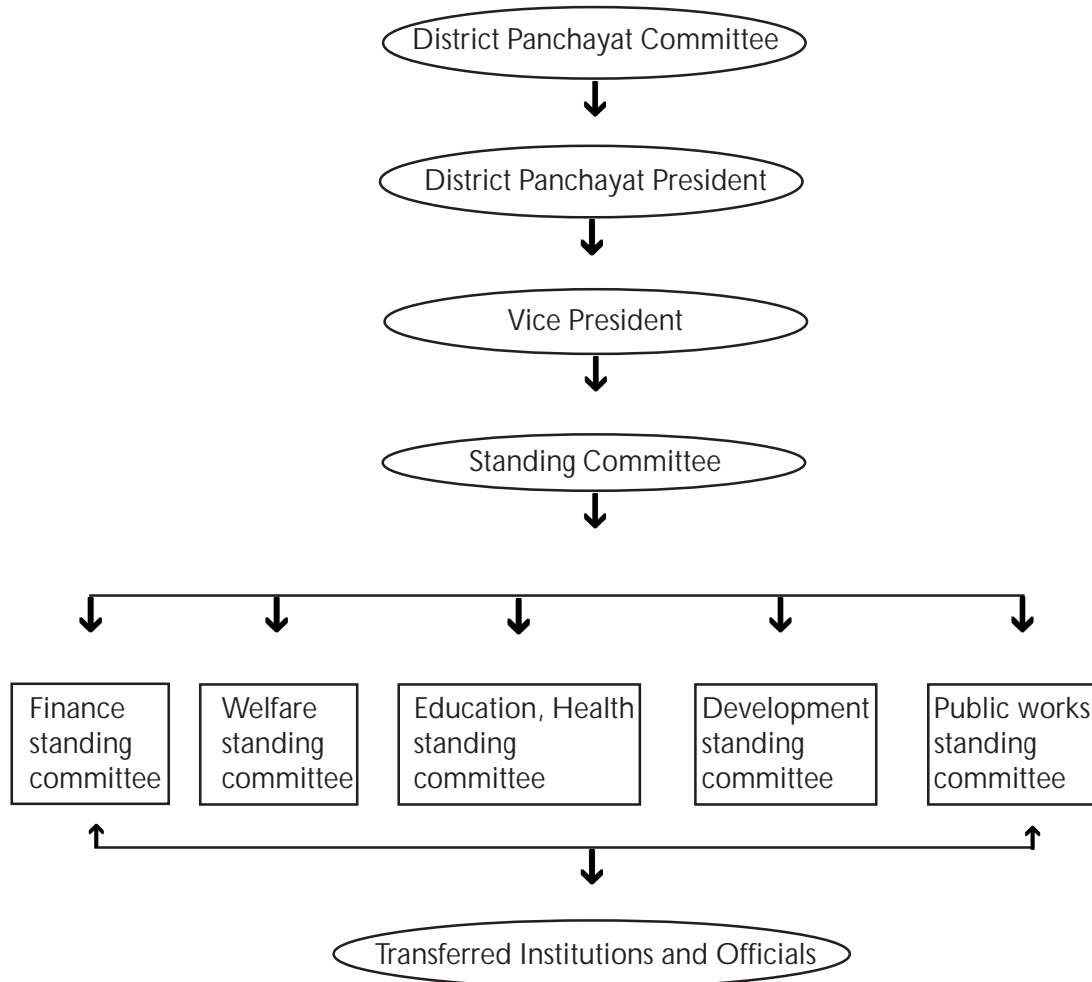 District Panchayat Committee
District Panchayat President
Vice President
Standing Committee
Finance
standing
committee
Welfare
standing
committee
Education, Health
standing
committee
Development
standing
committee
Public works
standing
committee
Transferred Institutions and Officials